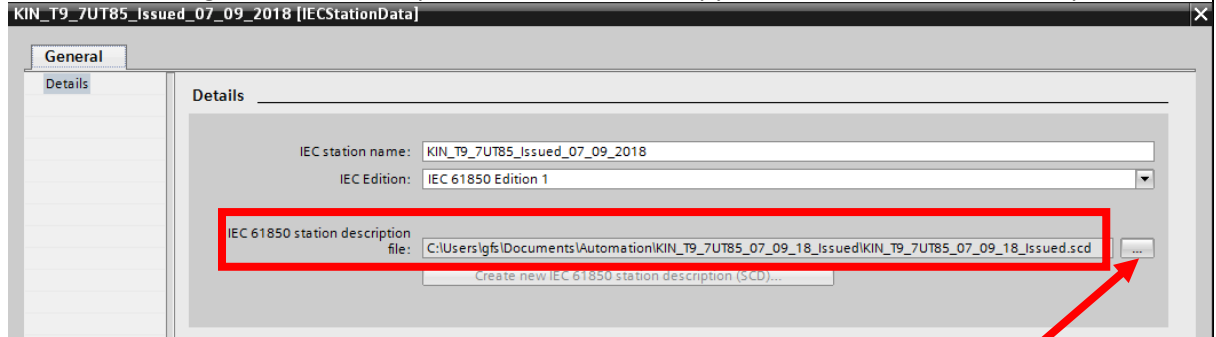 KIN_T9_7UT85_Issued_07_09_2018 [IECStationData]
General
Details
Details
IEC station name: KIN_T9_7UT85_Issued_07_09_2018
IEC Edition: IEC 61850 Edition 1
IEC 61850 station description
file: C:\Users\gfs\Documents\Automation\KIN_T9_7UT85_07_09_18_Issued\KIN_T9_7UT85_07_09_18_Issued.scd ...
Create new IEC 61850 station description (SCD)...